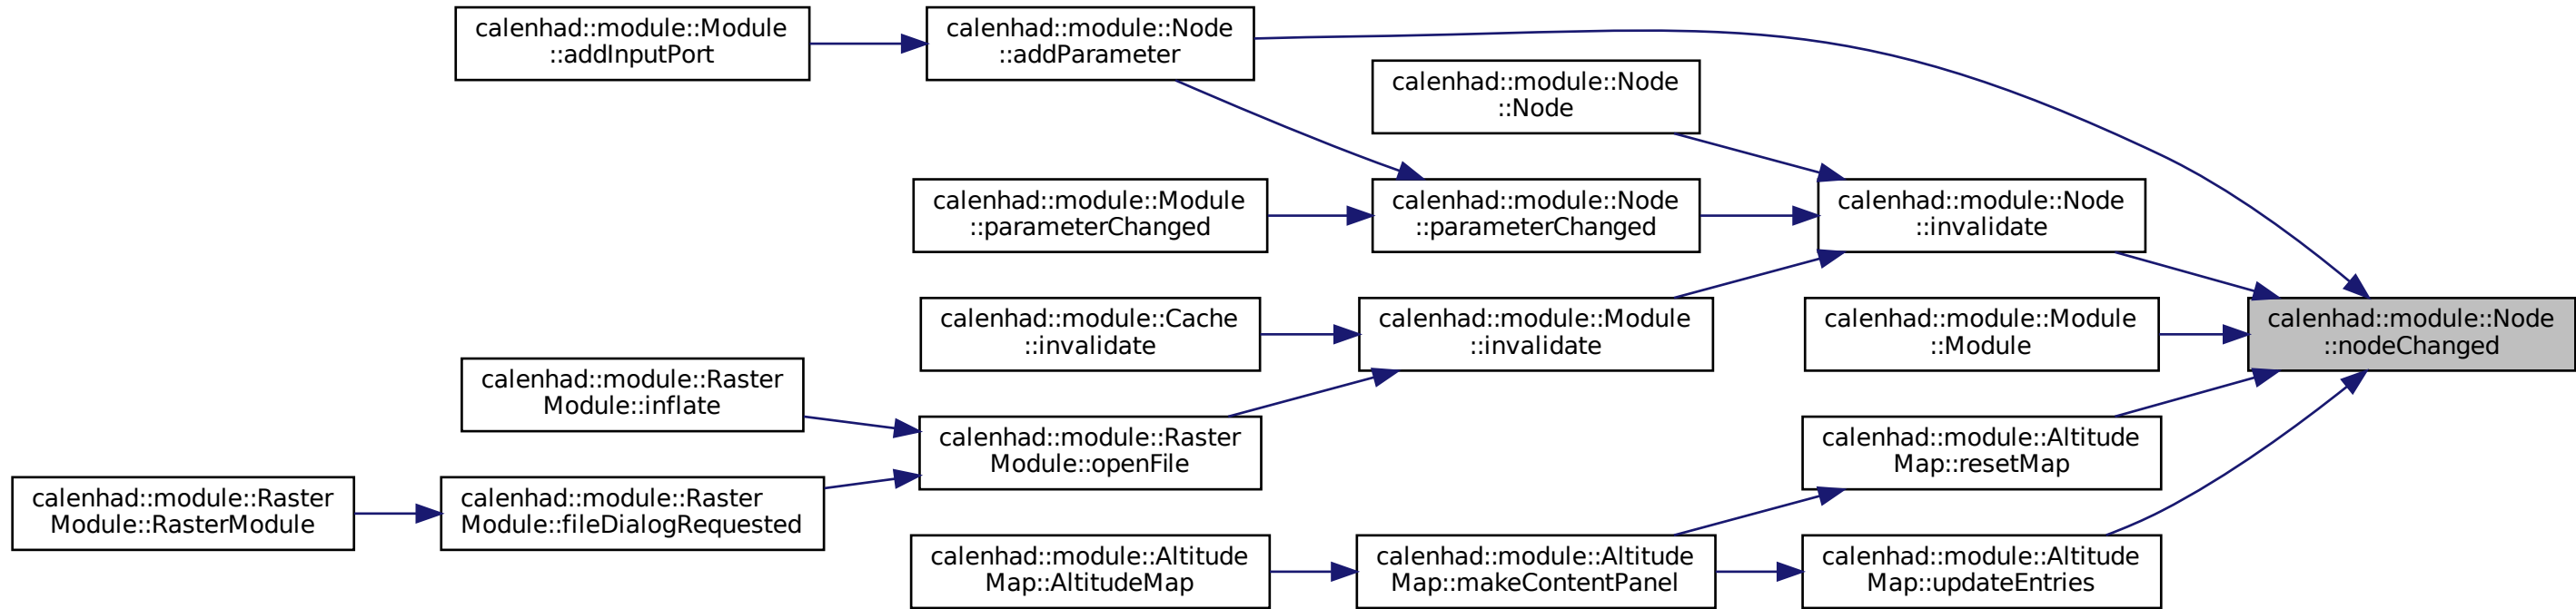 calenhad::module::Module
::addInputPort
calenhad::module::Node
::addParameter
calenhad::module::Node
::Node
calenhad::module::Module
::parameterChanged
calenhad::module::Node
::parameterChanged
calenhad::module::Node
::invalidate
calenhad::module::Cache
::invalidate
calenhad::module::Module
::invalidate
calenhad::module::Module
::Module
calenhad::module::Node
::nodeChanged
calenhad::module::Raster
Module::inflate
calenhad::module::Raster
Module::openFile
calenhad::module::Altitude
Map::resetMap
calenhad::module::Raster
Module::RasterModule
calenhad::module::Raster
Module::fileDialogRequested
calenhad::module::Altitude
Map::AltitudeMap
calenhad::module::Altitude
Map::makeContentPanel
calenhad::module::Altitude
Map::updateEntries